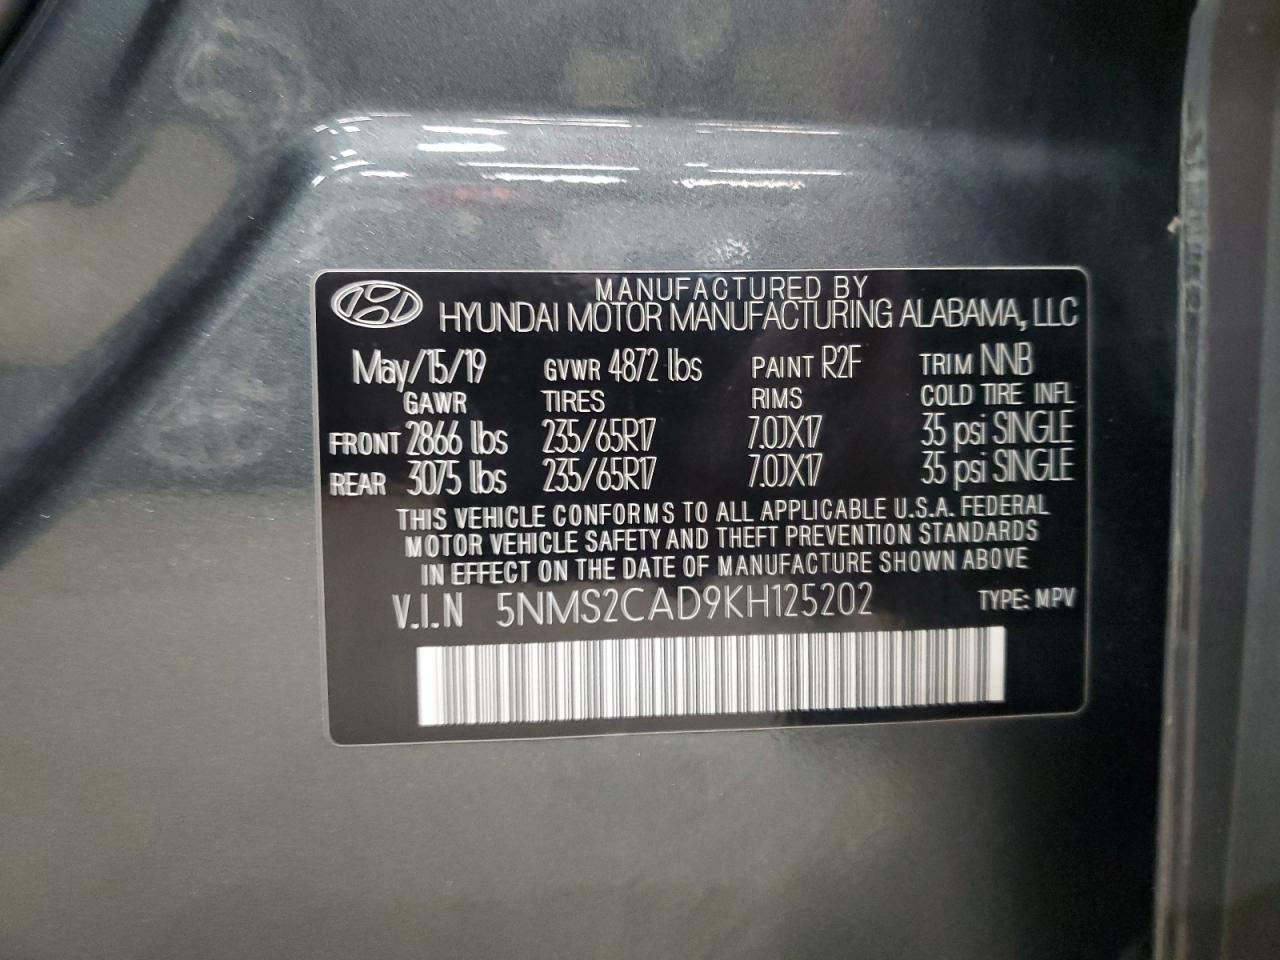 MANUFACTURED BY
HYUNDAI MOTOR MANUFACTURING ALABAMA, LLC
May/15/19 GVWR 4872 lbs PAINT R2F TRIM NNB
GAWR TIRES RIMS COLD TIRE INFL
FRONT 2866 lbs 235/65R17 7.0JX17 35 psi SINGLE
REAR 3075 lbs 235/65R17 7.0JX17 35 psi SINGLE
THIS VEHICLE CONFORMS TO ALL APPLICABLE U.S.A. FEDERAL
MOTOR VEHICLE SAFETY AND THEFT PREVENTION STANDARDS
IN EFFECT ON THE DATE OF MANUFACTURE SHOWN ABOVE
V.I.N 5NMS2CAD9KH125202 TYPE: MPV